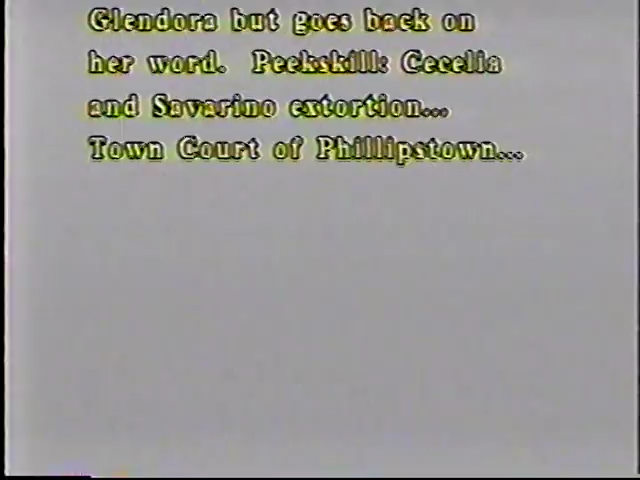 Glendora but goes back on
her word. Peekskill: Cecelia
and Savarino extortion...
Town Court of Phillipstown...